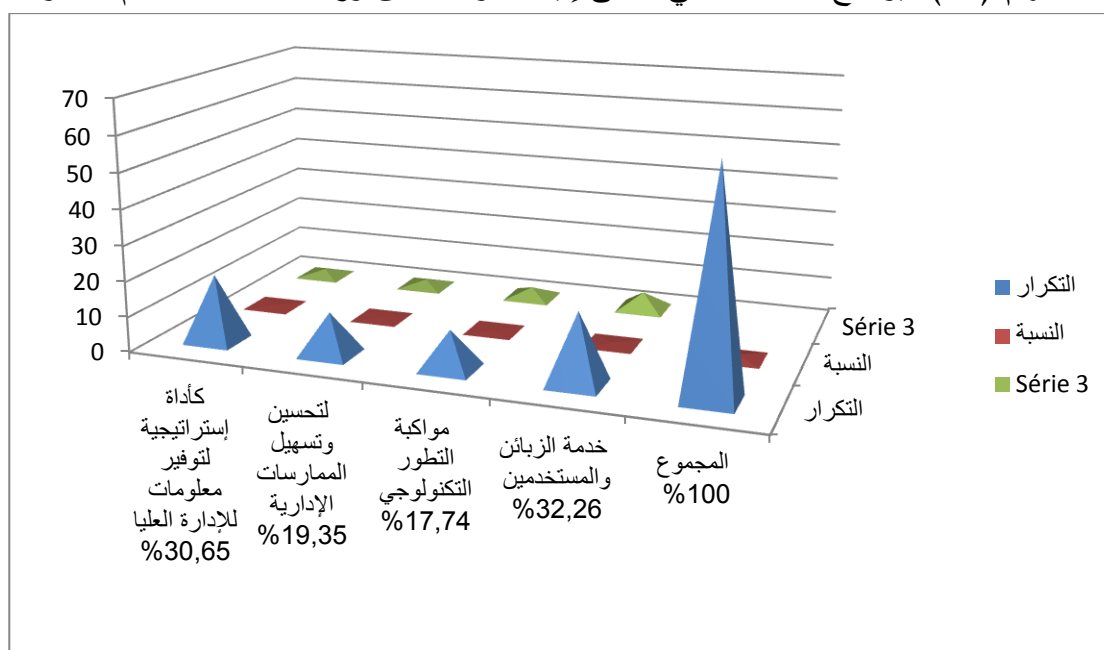 70
60
50
40
30
20
10
0
كأداة
إستراتيجية
لتوفير
معلومات
للإدارة العليا
%30,65
لتحسين
وتسهيل
الممارسات
الإدارية
%19,35
مواكبة
التطور
التكنولوجي
%17,74
خدمة الزبائن
والمستخدمين
%32,26
المجموع
%100
Série 3
النسبة
التكرار
التكرار
النسبة
Série 3